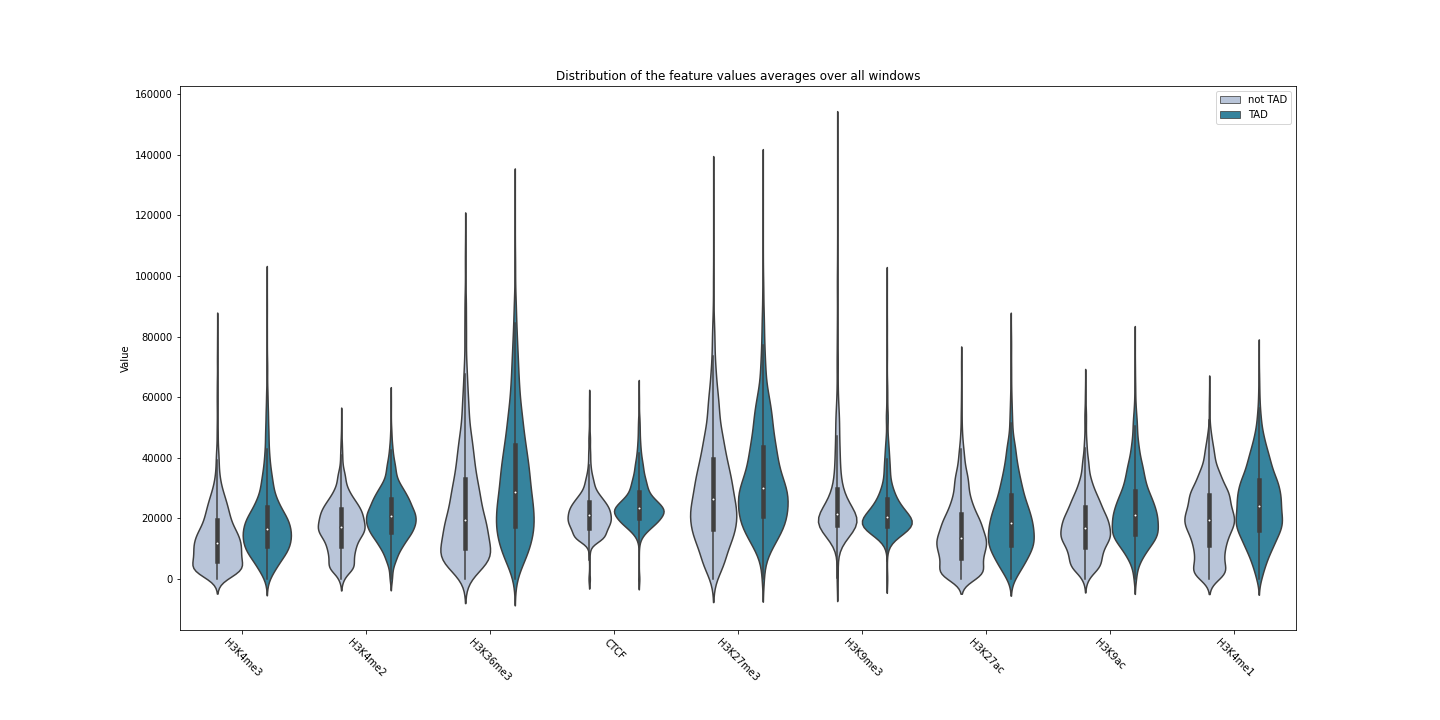 Distribution of the feature values averages over all windows
not TAD
TAD
Value
160000
140000
120000
100000
80000
60000
40000
20000
0
H3K4me3
H3K4me2
H3K36me3
CTCF
H3K27me3
H3K9me3
H3K27ac
H3K9ac
H3K4me1